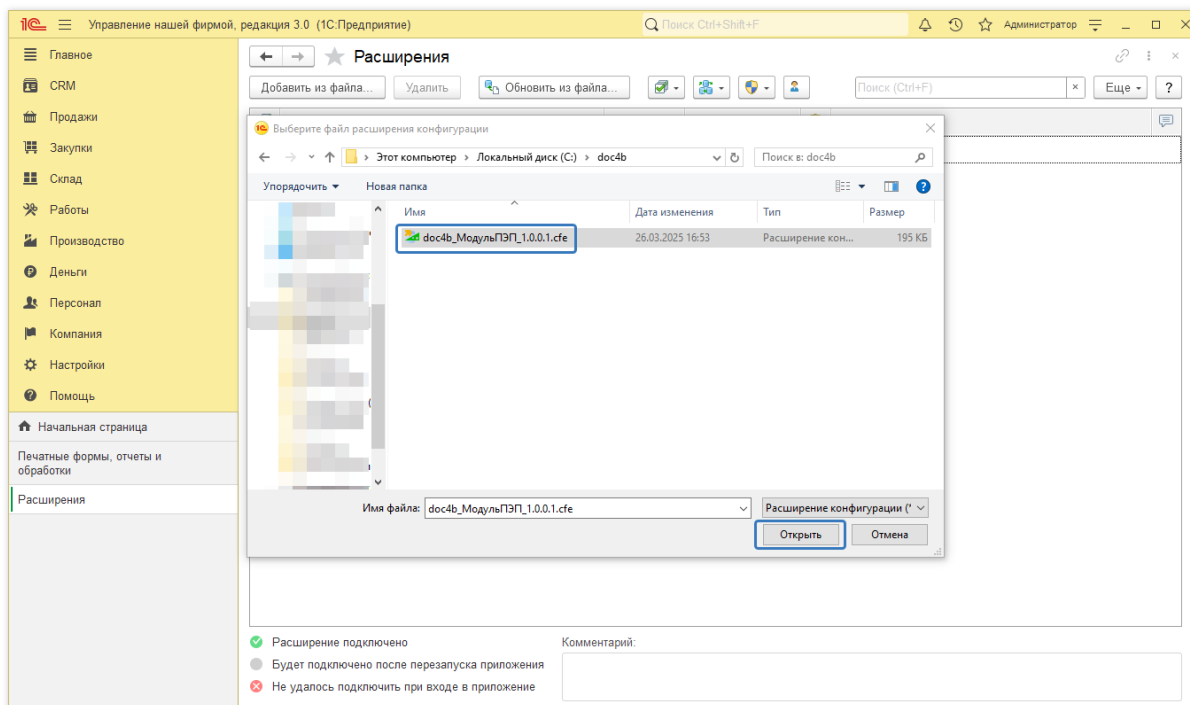 1С Управление нашей фирмой, редакция 3.0 (1С:Предприятие) Поиск Ctrl+Shift+F Администратор
Главное
CRM
Продажи
Закупки
Склад
Работы
Производство
Деньги
Персонал
Компания
Настройки
Помощь
Начальная страница
Печатные формы, отчеты и
обработки
Расширения
Расширения
Добавить из файла... Удалить Обновить из файла... Поиск (Ctrl+F) × Еще ?
Выберите файл расширения конфигурации
Этот компьютер › Локальный диск (C:) › doc4b Поиск в: doc4b
Упорядочить Новая папка ?
Имя Дата изменения Тип Размер
doc4b_МодульПЭП_1.0.0.1.cfe 26.03.2025 16:53 Расширение кон... 195 КБ
Имя файла: doc4b_МодульПЭП_1.0.0.1.cfe Расширение конфигурации (*
Открыть Отмена
Расширение подключено
Будет подключено после перезапуска приложения
Не удалось подключить при входе в приложение
Комментарий: